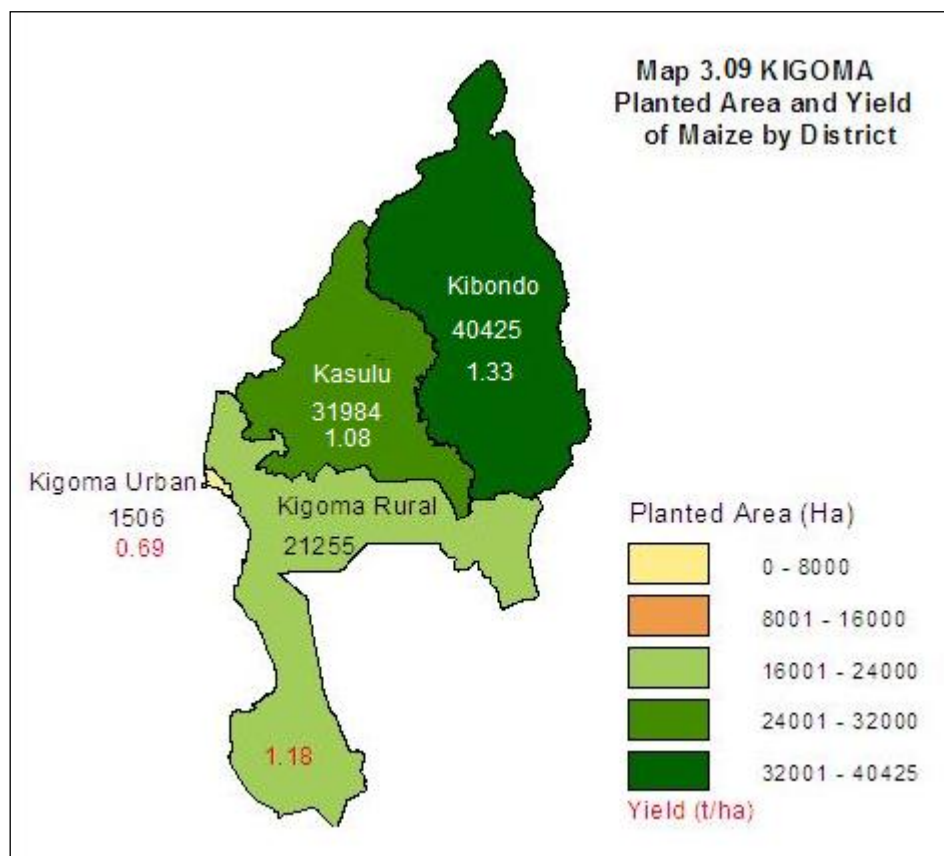 Map 3.09 KIGOMA
Planted Area and Yield
of Maize by District
Kibondo
40425
1.33
Kasulu
31984
1.08
Kigoma Urban
1506
0.69
Kigoma Rural
21255
1.18
Planted Area (Ha)
0 - 8000
8001 - 16000
16001 - 24000
24001 - 32000
32001 - 40425
Yield (t/ha)